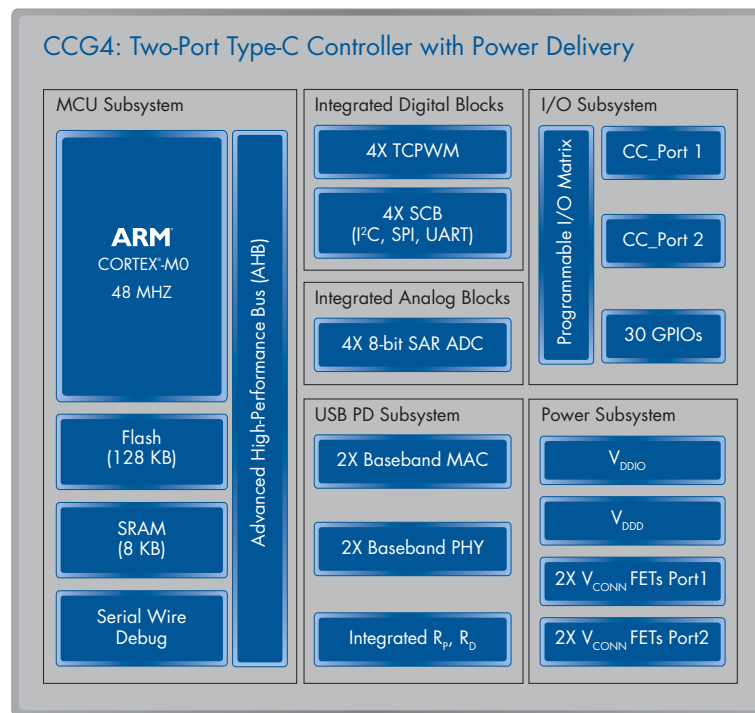 CCG4: Two-Port Type-C Controller with Power Delivery
MCU Subsystem
ARM
CORTEX®-M0
48 MHZ
Flash
(128 KB)
SRAM
(8 KB)
Serial Wire
Debug
Advanced High-Performance Bus (AHB)
Integrated Digital Blocks
4X TCPWM
4X SCB
(I²C, SPI, UART)
Integrated Analog Blocks
4X 8-bit SAR ADC
USB PD Subsystem
2X Baseband MAC
2X Baseband PHY
Integrated RP, RD
I/O Subsystem
Programmable I/O Matrix
CC_Port 1
CC_Port 2
30 GPIOs
Power Subsystem
VDDIO
VDDD
2X VCONN FETs Port1
2X VCONN FETs Port2